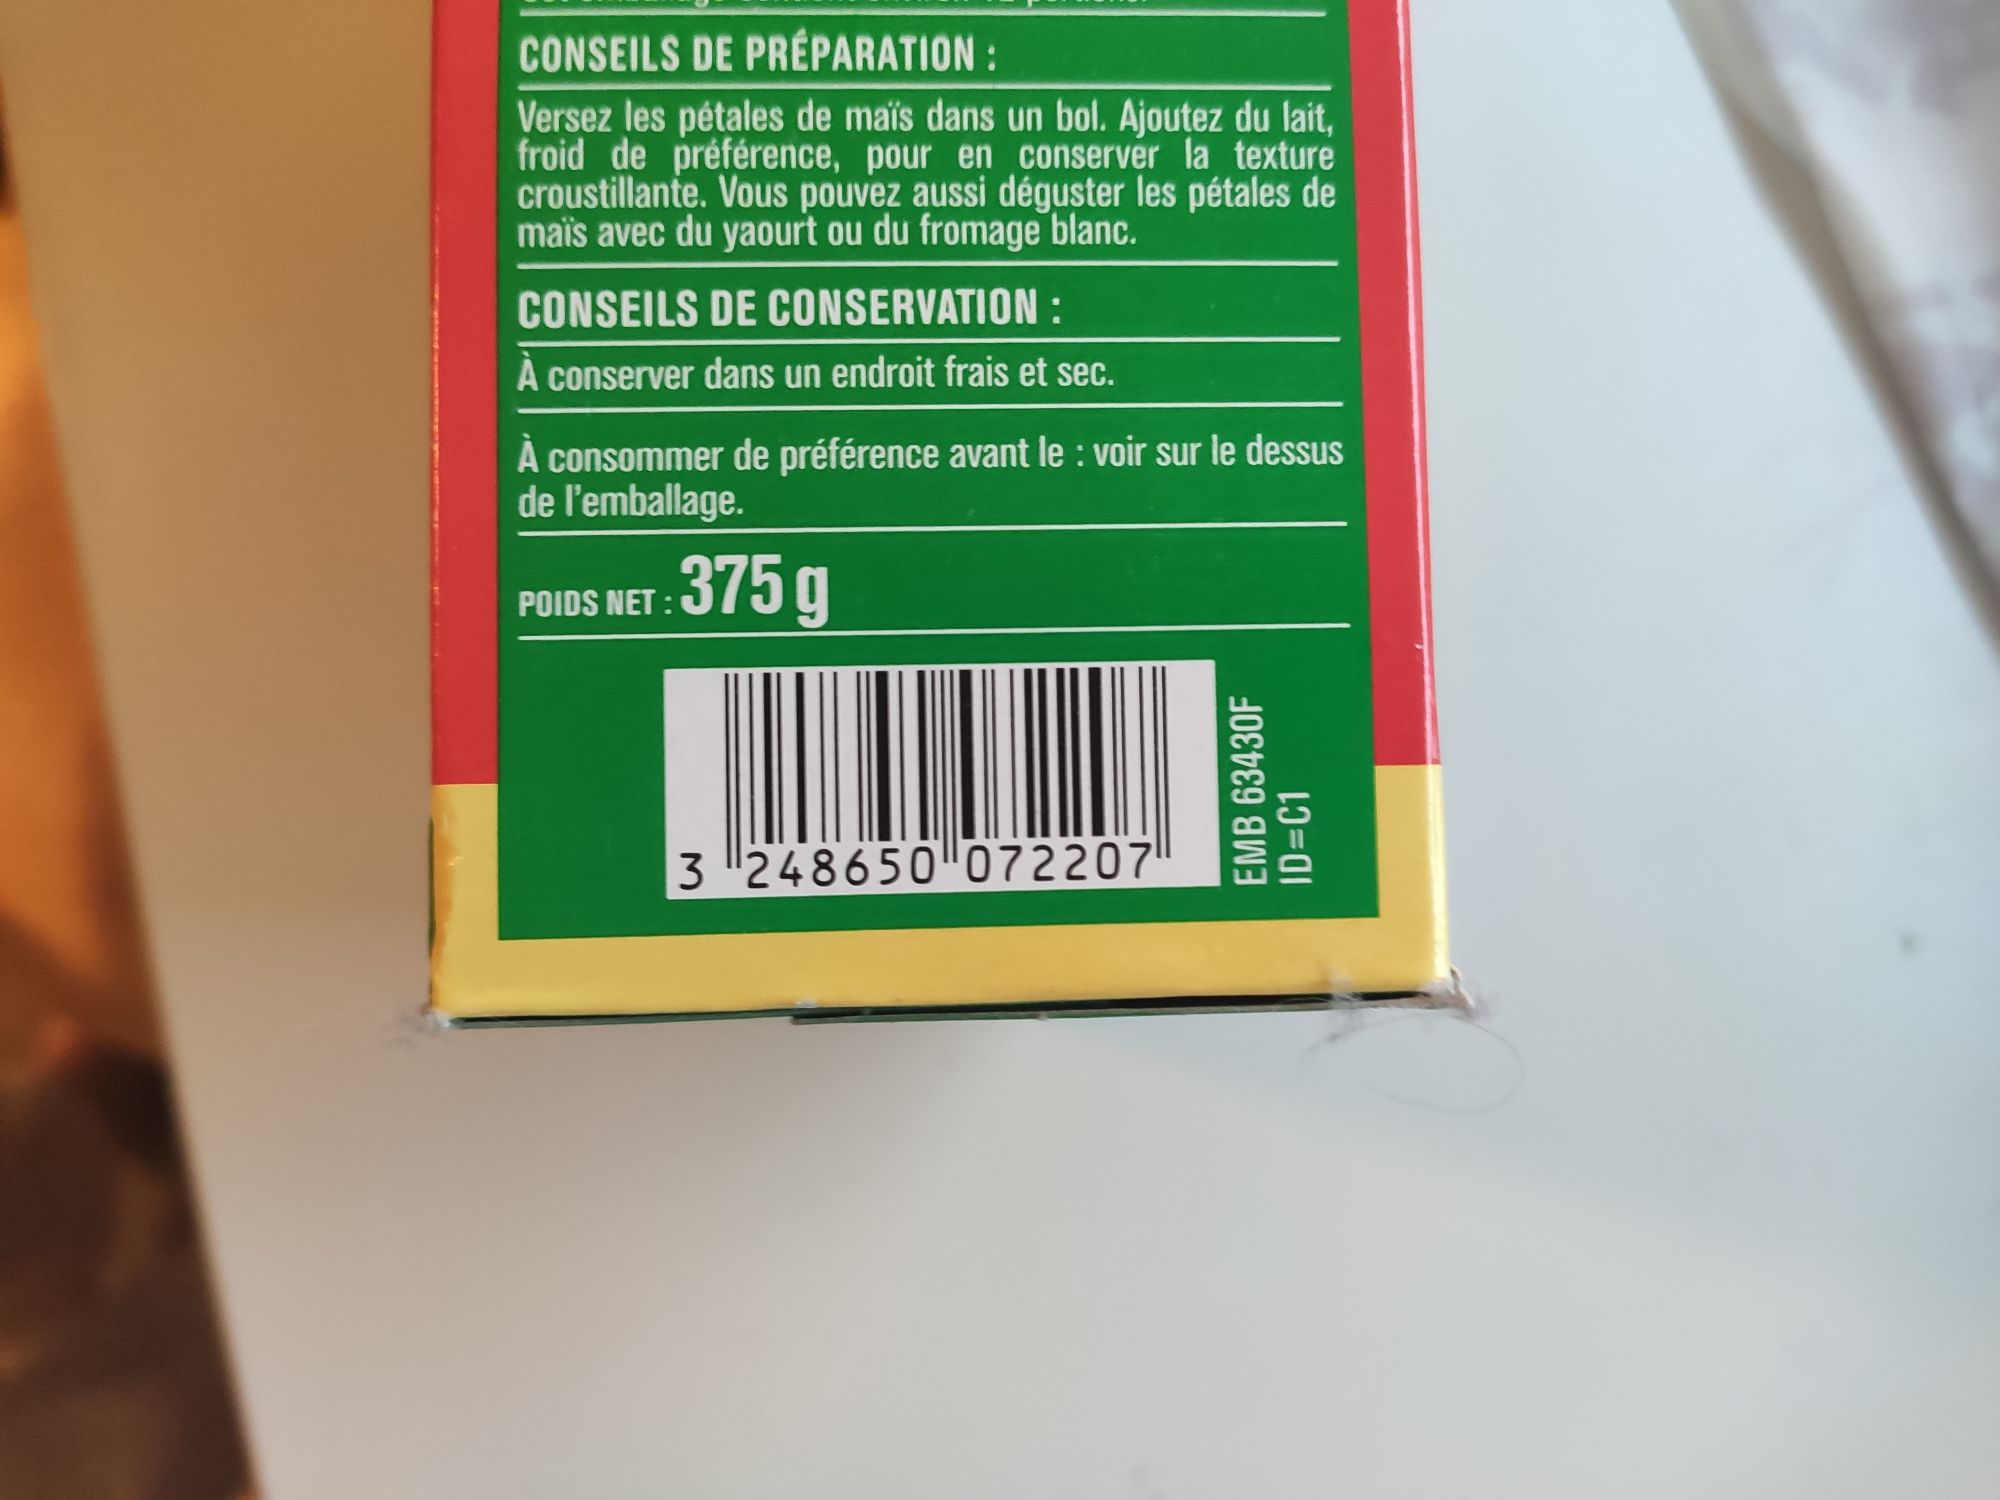 CONSEILS DE PRÉPARATION :
Versez les pétales de maïs dans un bol. Ajoutez du lait,
froid de préférence, pour en conserver la texture
croustillante. Vous pouvez aussi déguster les pétales de
maïs avec du yaourt ou du fromage blanc.
CONSEILS DE CONSERVATION :
À conserver dans un endroit frais et sec.
À consommer de préférence avant le : voir sur le dessus
de l'emballage.
POIDS NET : 375 g
3 248650 072207
EMB 63430F
ID=C1